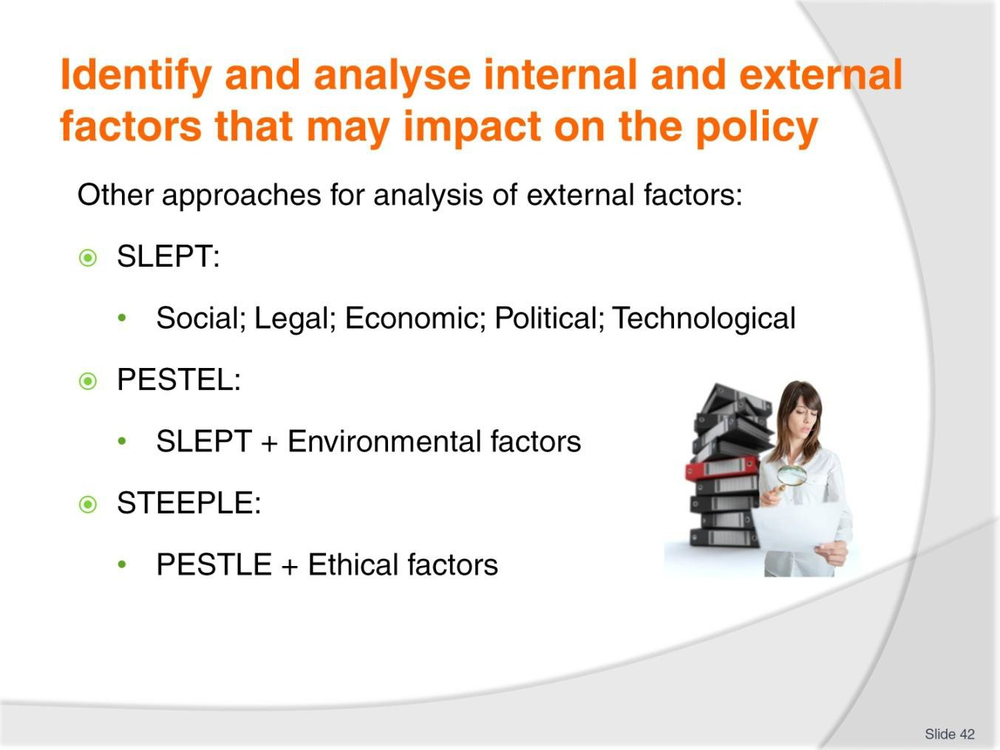 Identify and analyse internal and external
factors that may impact on the policy
Other approaches for analysis of external factors:
SLEPT:
Social; Legal; Economic; Political; Technological
PESTEL:
SLEPT + Environmental factors
STEEPLE:
PESTLE + Ethical factors
Slide 42